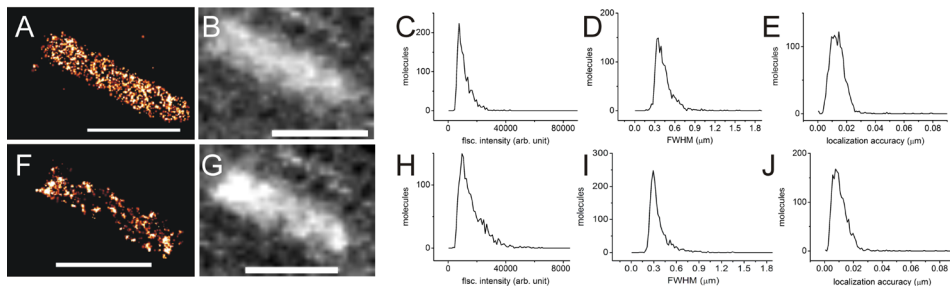 A
B
C
molecules
200
100
0
0
40000
80000
flsc. intensity (arb. unit)
D
molecules
200
100
0
0.0
0.3
0.6
0.9
1.2
1.5
1.8
FWHM (μm)
E
molecules
100
0
0.00
0.02
0.04
0.06
0.08
localization accuracy (μm)
F
G
H
molecules
100
0
0
40000
80000
flsc. intensity (arb. unit)
I
molecules
300
200
100
0
0.0
0.3
0.6
0.9
1.2
1.5
1.8
FWHM (μm)
J
molecules
200
100
0
0.00
0.02
0.04
0.06
0.08
localization accuracy (μm)